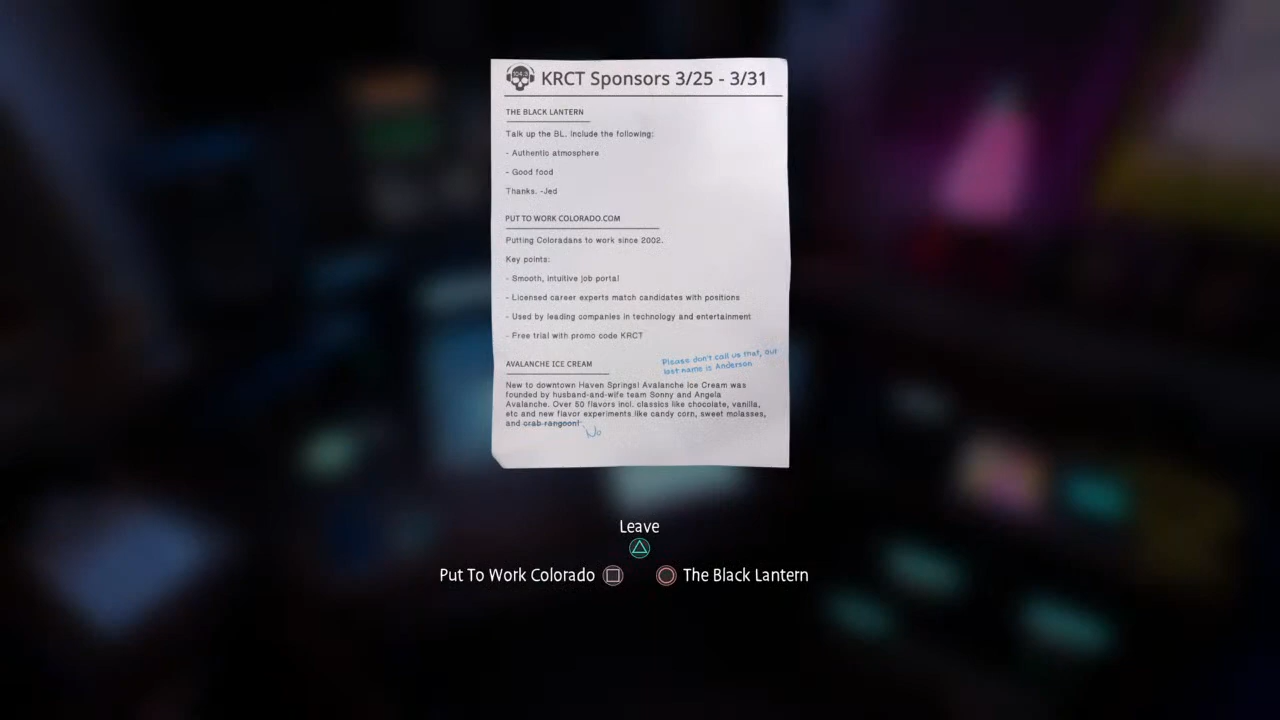 KRCT Sponsors 3/25 - 3/31
THE BLACK LANTERN
Talk up the BL. Include the following:
- Authentic atmosphere
- Good food
Thanks. -Jed
PUT TO WORK COLORADO.COM
Putting Coloradans to work since 2002.
Key points:
- Smooth, intuitive job portal
- Licensed career experts match candidates with positions
- Used by leading companies in technology and entertainment
- Free trial with promo code KRCT
Please don't call us that, our
last name is Anderson
AVALANCHE ICE CREAM
New to downtown Haven Springs! Avalanche Ice Cream was
founded by husband-and-wife team Sonny and Angela
Avalanche. Over 50 flavors incl. classics like chocolate, vanilla,
etc and new flavor experiments like candy corn, sweet molasses,
and crab rangoon!
No
Leave
Put To Work Colorado
The Black Lantern